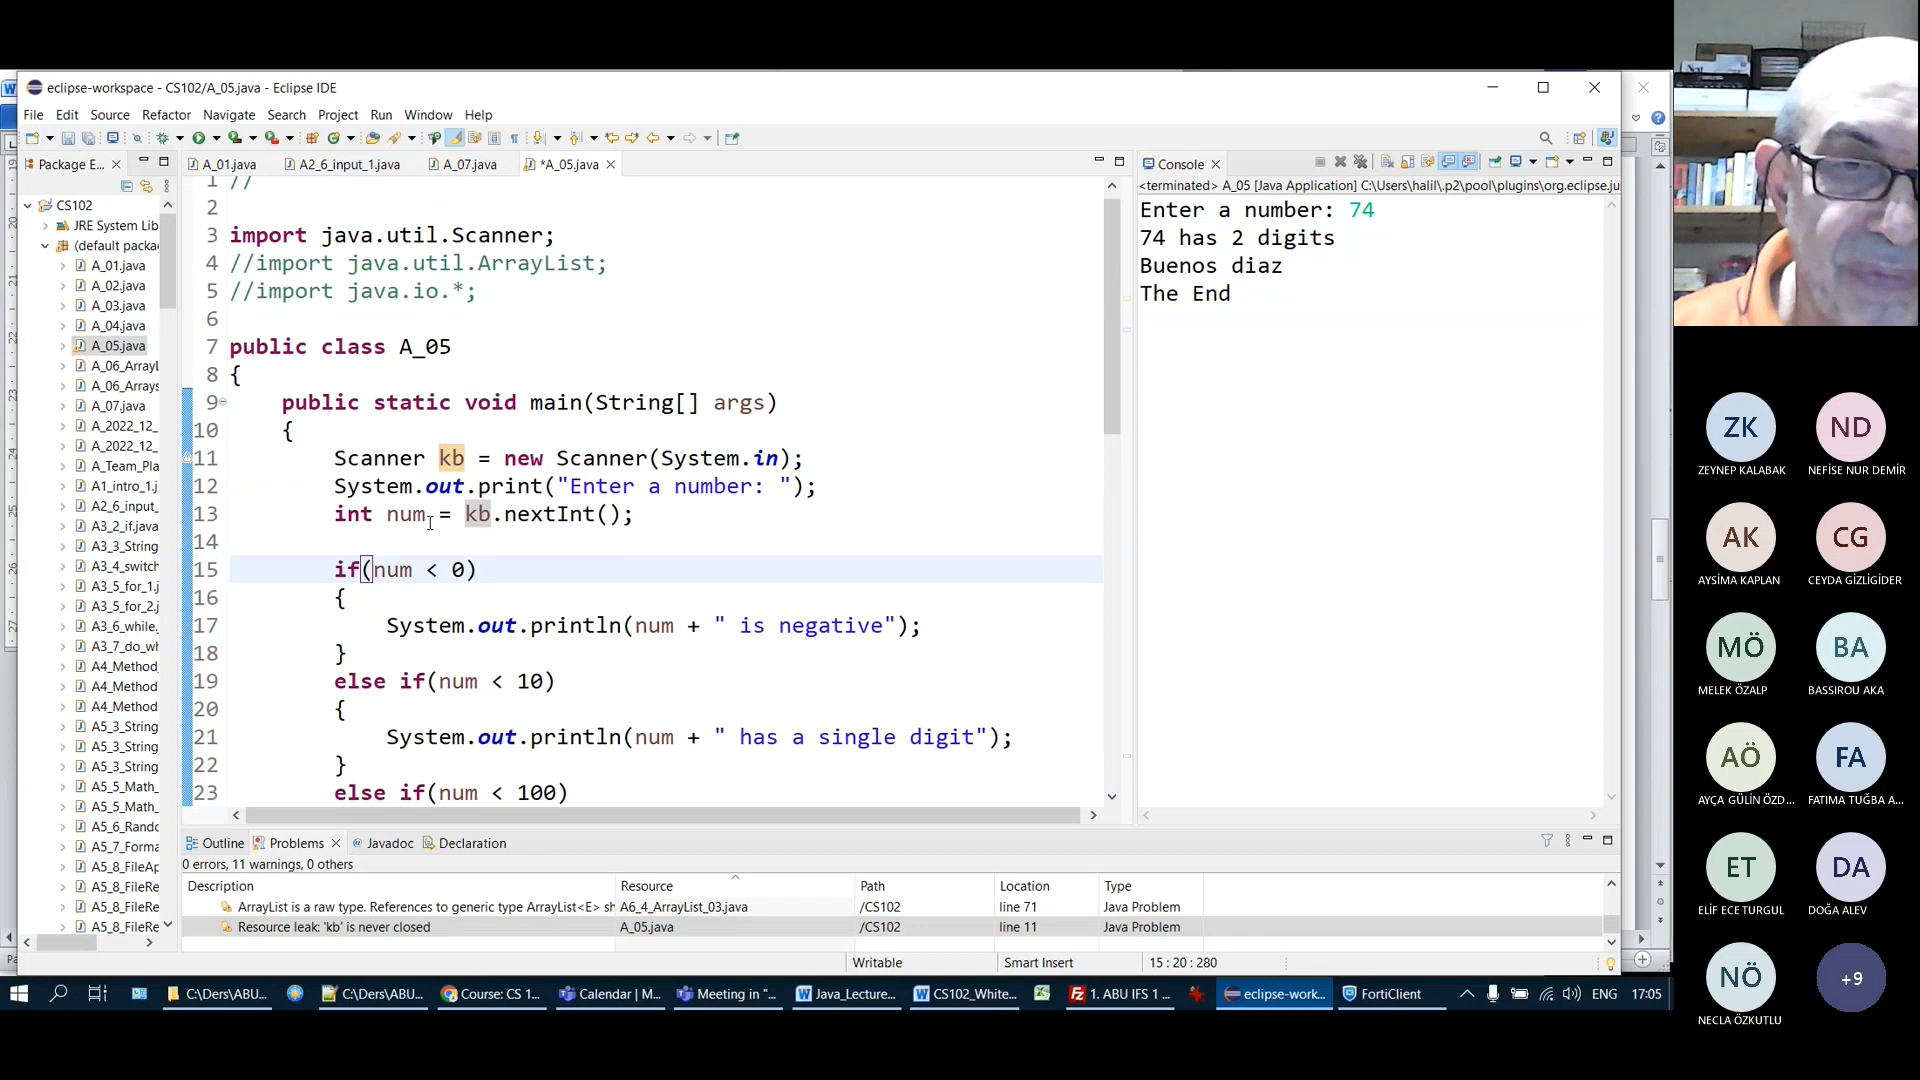 eclipse-workspace - CS102/A_05.java - Eclipse IDE
File Edit Source Refactor Navigate Search Project Run Window Help
Package E...
A_01.java
A2_6_input_1.java
A_07.java
*A_05.java
CS102
JRE System Lib
(default packa
A_01.java
A_02.java
A_03.java
A_04.java
A_05.java
A_06_ArrayL
A_06_Arrays
A_07.java
A_2022_12_
A_2022_12_
A_Team_Pla
A1_intro_1.j
A2_6_input_
A3_2_if.java
A3_3_String
A3_4_switch
A3_5_for_1.j
A3_5_for_2.j
A3_6_while.
A3_7_do_wh
A4_Method_
A4_Method
A4_Method
A5_3_String
A5_3_String
A5_3_String
A5_5_Math_
A5_5_Math_
A5_6_Rando
A5_7_Forma
A5_8_FileAp
A5_8_FileRe
A5_8_FileRe
A5_8_FileRe
1 //
2
3 import java.util.Scanner;
4 //import java.util.ArrayList;
5 //import java.io.*;
6
7 public class A_05
8 {
9 public static void main(String[] args)
10 {
11 Scanner kb = new Scanner(System.in);
12 System.out.print("Enter a number: ");
13 int num = kb.nextInt();
14
15 if(num < 0)
16 {
17 System.out.println(num + " is negative");
18 }
19 else if(num < 10)
20 {
21 System.out.println(num + " has a single digit");
22 }
23 else if(num < 100)
Console
<terminated> A_05 [Java Application] C:\Users\halil\.p2\pool\plugins\org.eclipse.ju
Enter a number: 74
74 has 2 digits
Buenos diaz
The End
Outline Problems Javadoc Declaration
0 errors, 11 warnings, 0 others
Description Resource Path Location Type
ArrayList is a raw type. References to generic type ArrayList<E> sh A6_4_ArrayList_03.java /CS102 line 71 Java Problem
Resource leak: 'kb' is never closed A_05.java /CS102 line 11 Java Problem
Writable Smart Insert 15 : 20 : 280
C:\Ders\ABU...
C:\Ders\ABU...
Course: CS 1...
Calendar | M...
Meeting in "...
Java_Lecture...
CS102_White...
1. ABU IFS 1 ...
eclipse-work...
FortiClient
ENG 17:05
ZK ND
ZEYNEP KALABAK NEFİSE NUR DEMİR
AK CG
AYSİMA KAPLAN CEYDA GİZLİGİDER
MÖ BA
MELEK ÖZALP BASSIROU AKA
AÖ FA
AYÇA GÜLİN ÖZD... FATIMA TUĞBA A...
ET DA
ELİF ECE TURGUL DOĞA ALEV
NÖ +9
NECLA ÖZKUTLU